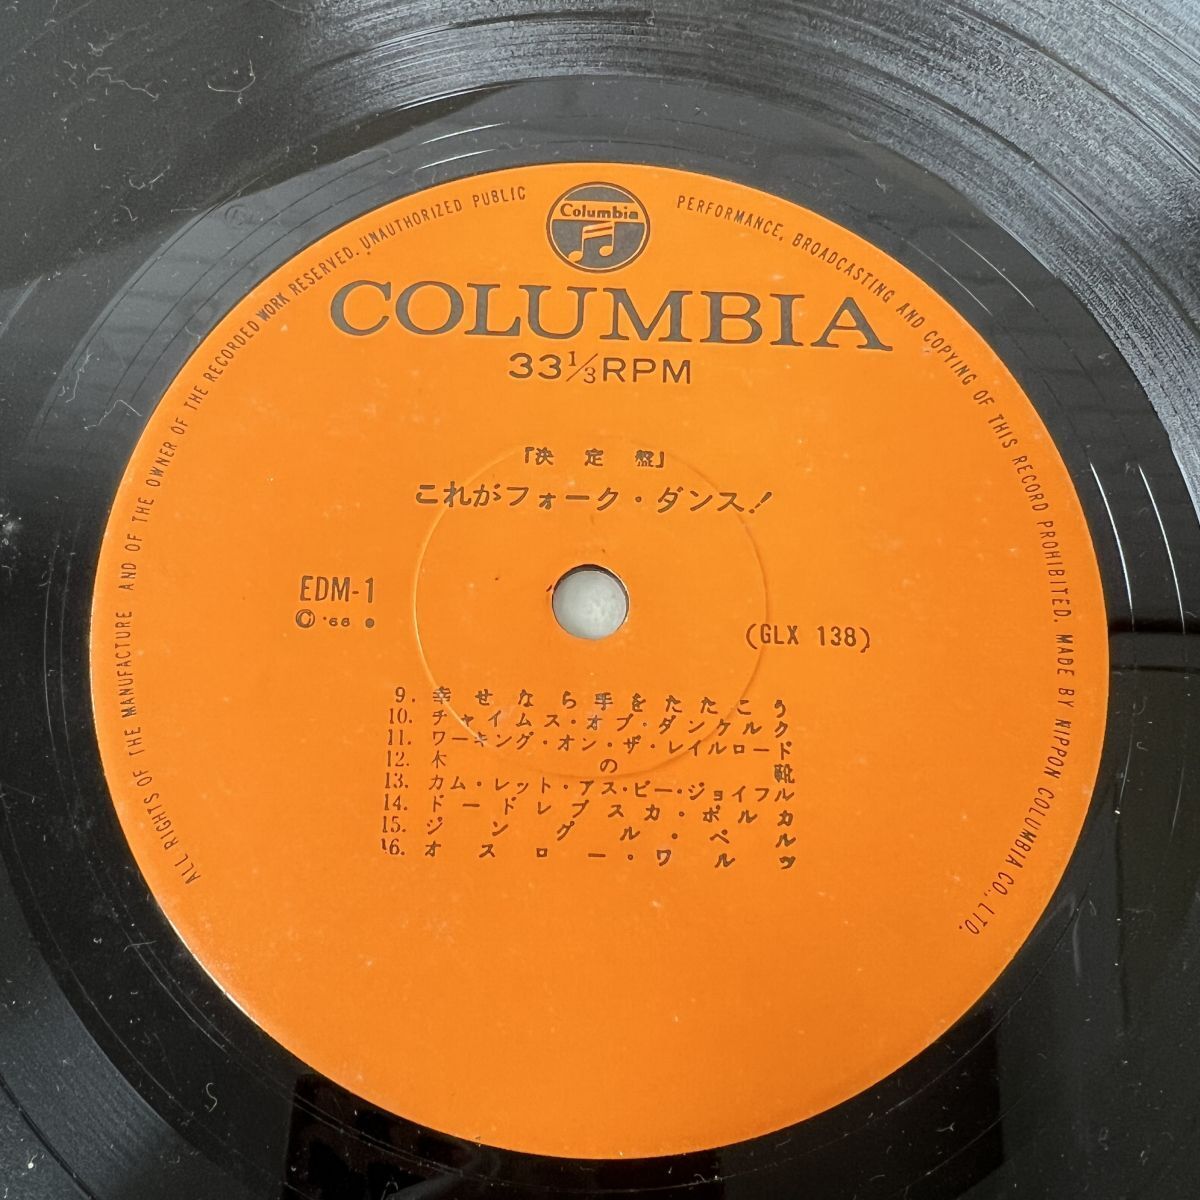 Columbia
ALL RIGHTS OF THE MANUFACTURE AND OF THE OWNER OF THE RECORDED WORK RESERVED. UNAUTHORIZED PUBLIC PERFORMANCE, BROADCASTING AND COPYING OF THIS RECORD PROHIBITED. MADE BY NIPPON COLUMBIA CO., LTD.
COLUMBIA
33 1/3 RPM
『決定盤』
これがフォーク・ダンス!
EDM-1
Ⓒ '66 •
(GLX 138)
9. 幸せなら手をたたこう
10. チャイムス・オブ・ダンケルク
11. ワーキング・オン・ザ・レイルロード
12. 木の靴
13. カム・レット・アス・ビー・ジョイフル
14. ドードレブスカ・ポルカ
15. ジングル・ベル
16. オスロー・ワルツ